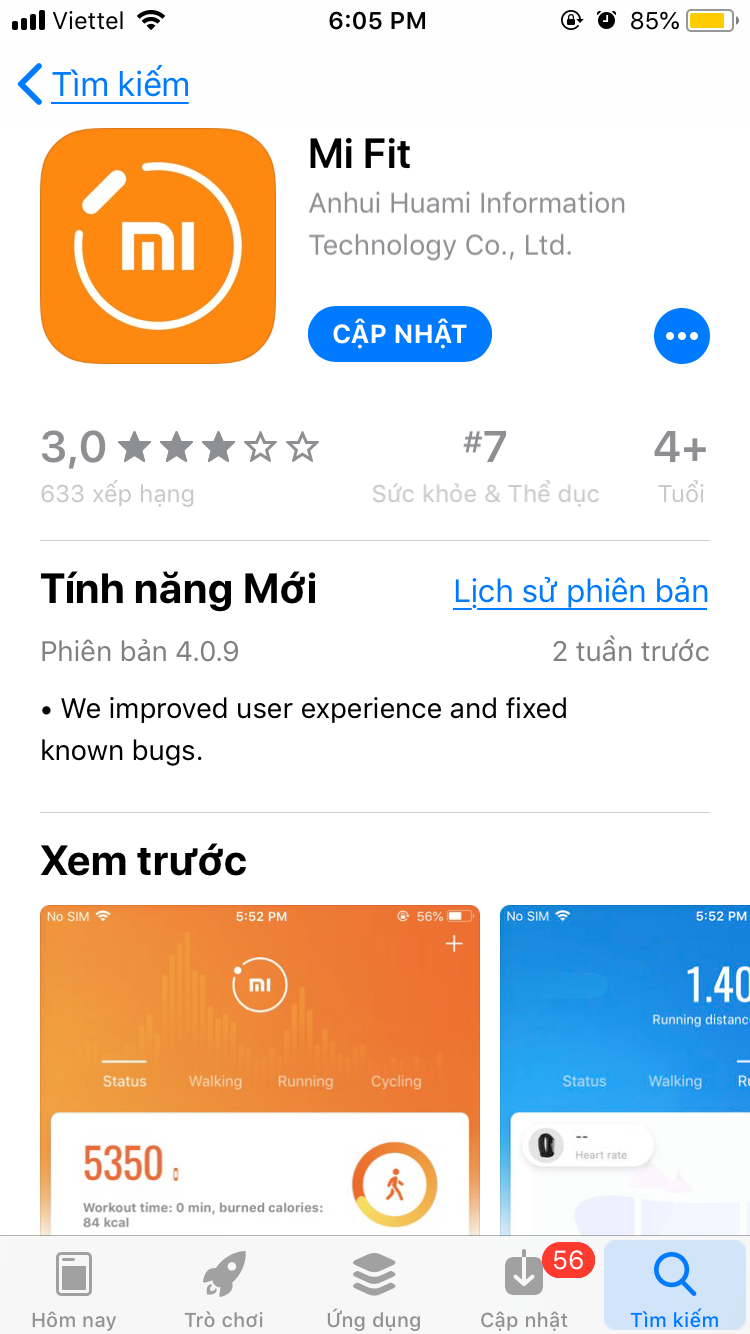 Viettel 6:05 PM 85%
Tìm kiếm
mi
Mi Fit
Anhui Huami Information
Technology Co., Ltd.
CẬP NHẬT
3,0 ★★★☆☆ #7 4+
633 xếp hạng Sức khỏe & Thể dục Tuổi
Tính năng Mới Lịch sử phiên bản
Phiên bản 4.0.9 2 tuần trước
• We improved user experience and fixed
known bugs.
Xem trước
No SIM 5:52 PM 56%
+
mi
Status Walking Running Cycling
5350
Workout time: 0 min, burned calories:
84 kcal
No SIM 5:52 PM
1.40
Running distanc
Status Walking R
--
Heart rate
56
Hôm nay Trò chơi Ứng dụng Cập nhật Tìm kiếm